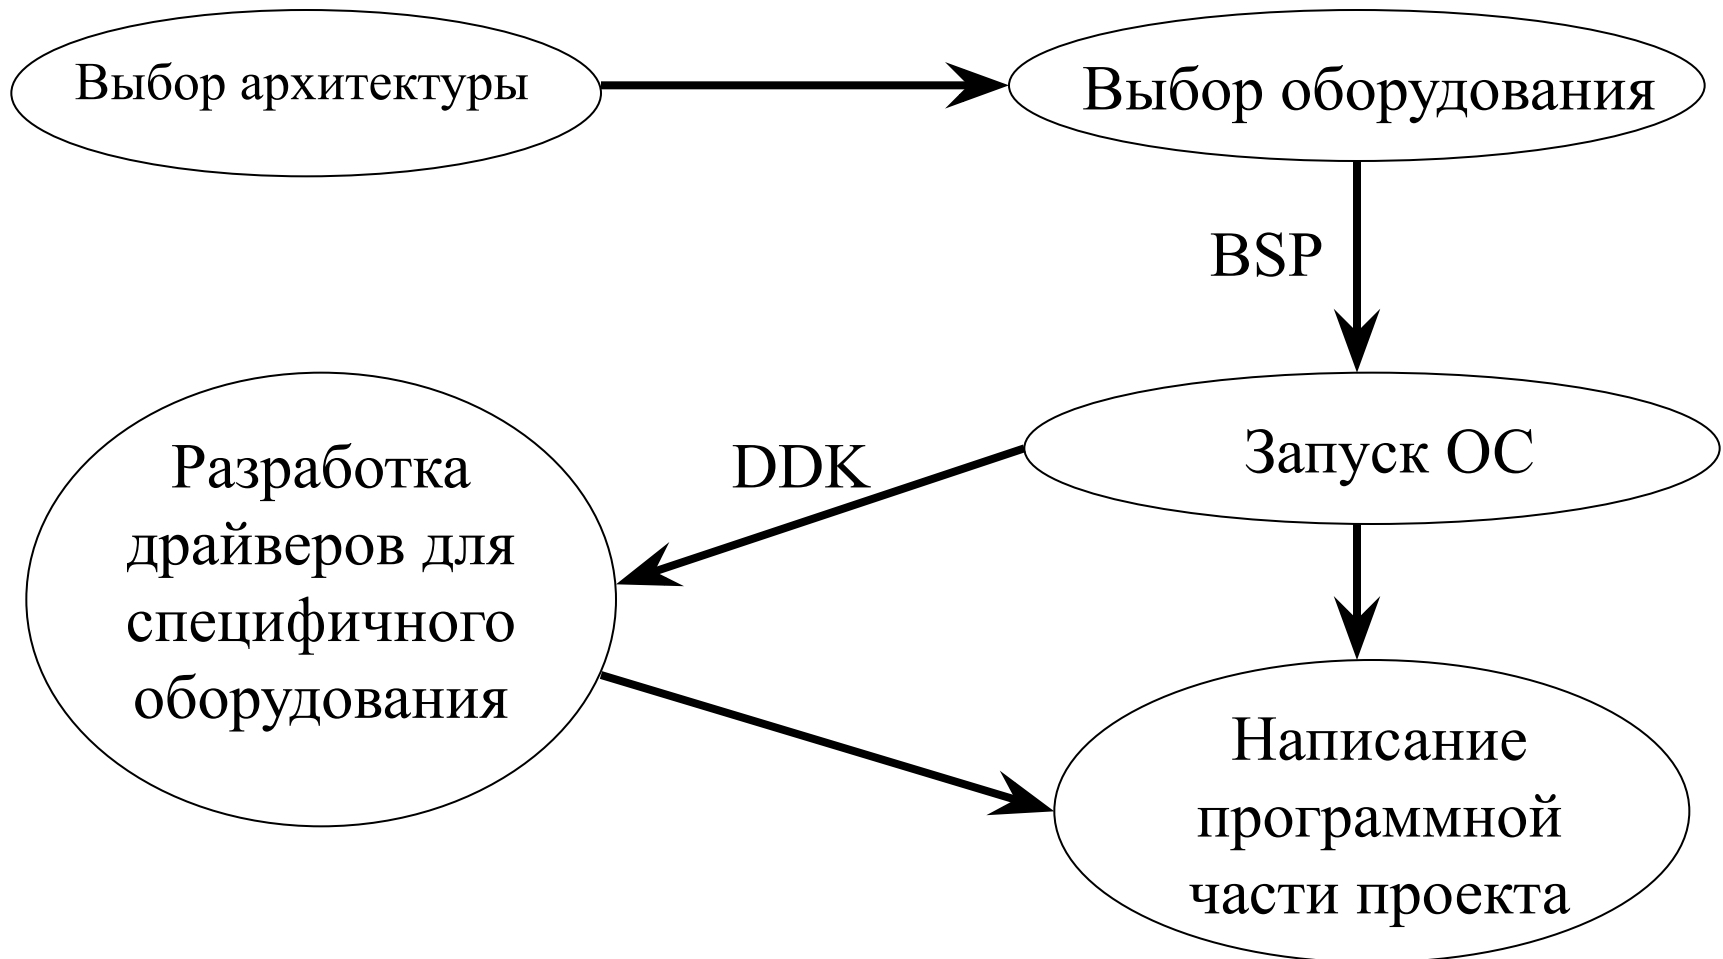 Выбор архитектуры
Выбор оборудования
BSP
Запуск ОС
DDK
Разработка
драйверов для
специфичного
оборудования
Написание
программной
части проекта